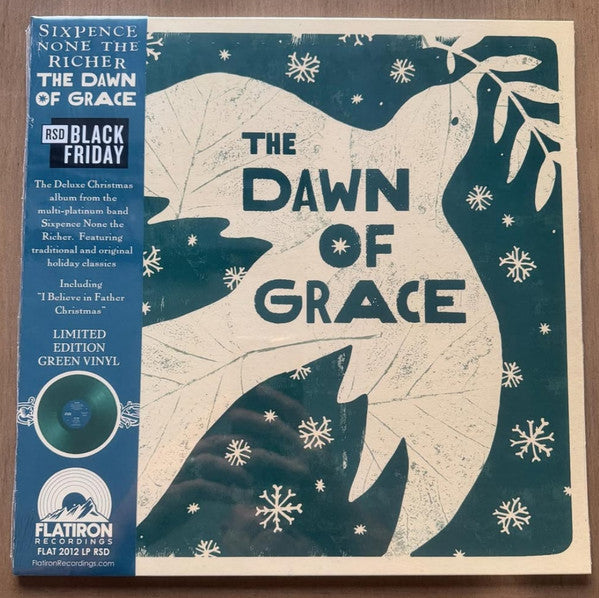 SIXPENCE
NONE THE
RICHER
THE DAWN
OF GRACE
RSD BLACK
FRIDAY
The Deluxe Christmas
album from the
multi-platinum band
Sixpence None the
Richer. Featuring
traditional and original
holiday classics
Including
"I Believe in Father
Christmas"
LIMITED
EDITION
GREEN VINYL
FLATIRON
RECORDINGS
FLAT 2012 LP RSD
FlatironRecordings.com
THE
DAWN
OF
GRACE